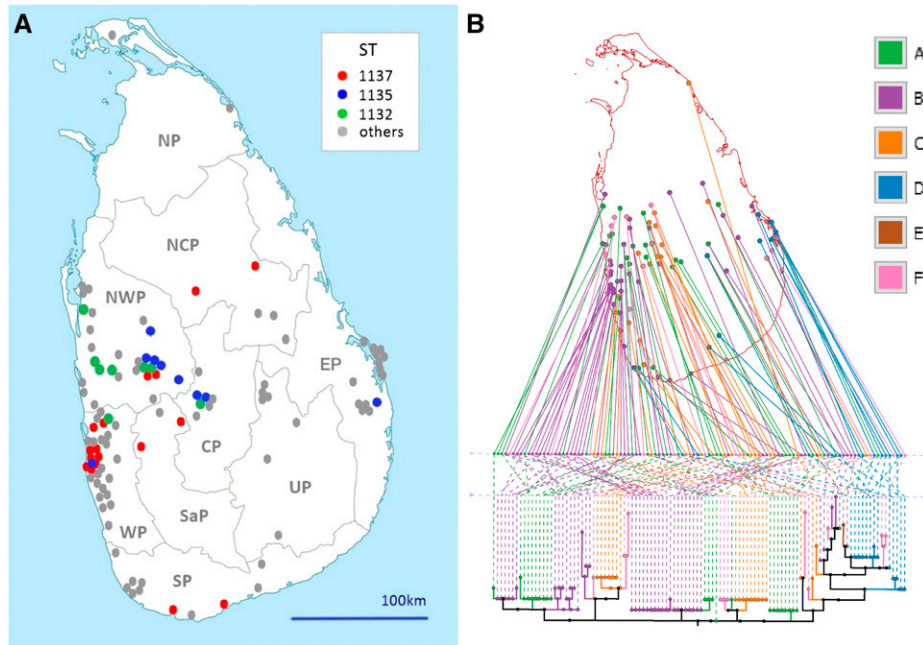 A
ST
1137
1135
1132
others
NP
NCP
NWP
EP
CP
UP
SaP
WP
SP
100km
B
A
B
C
D
E
F